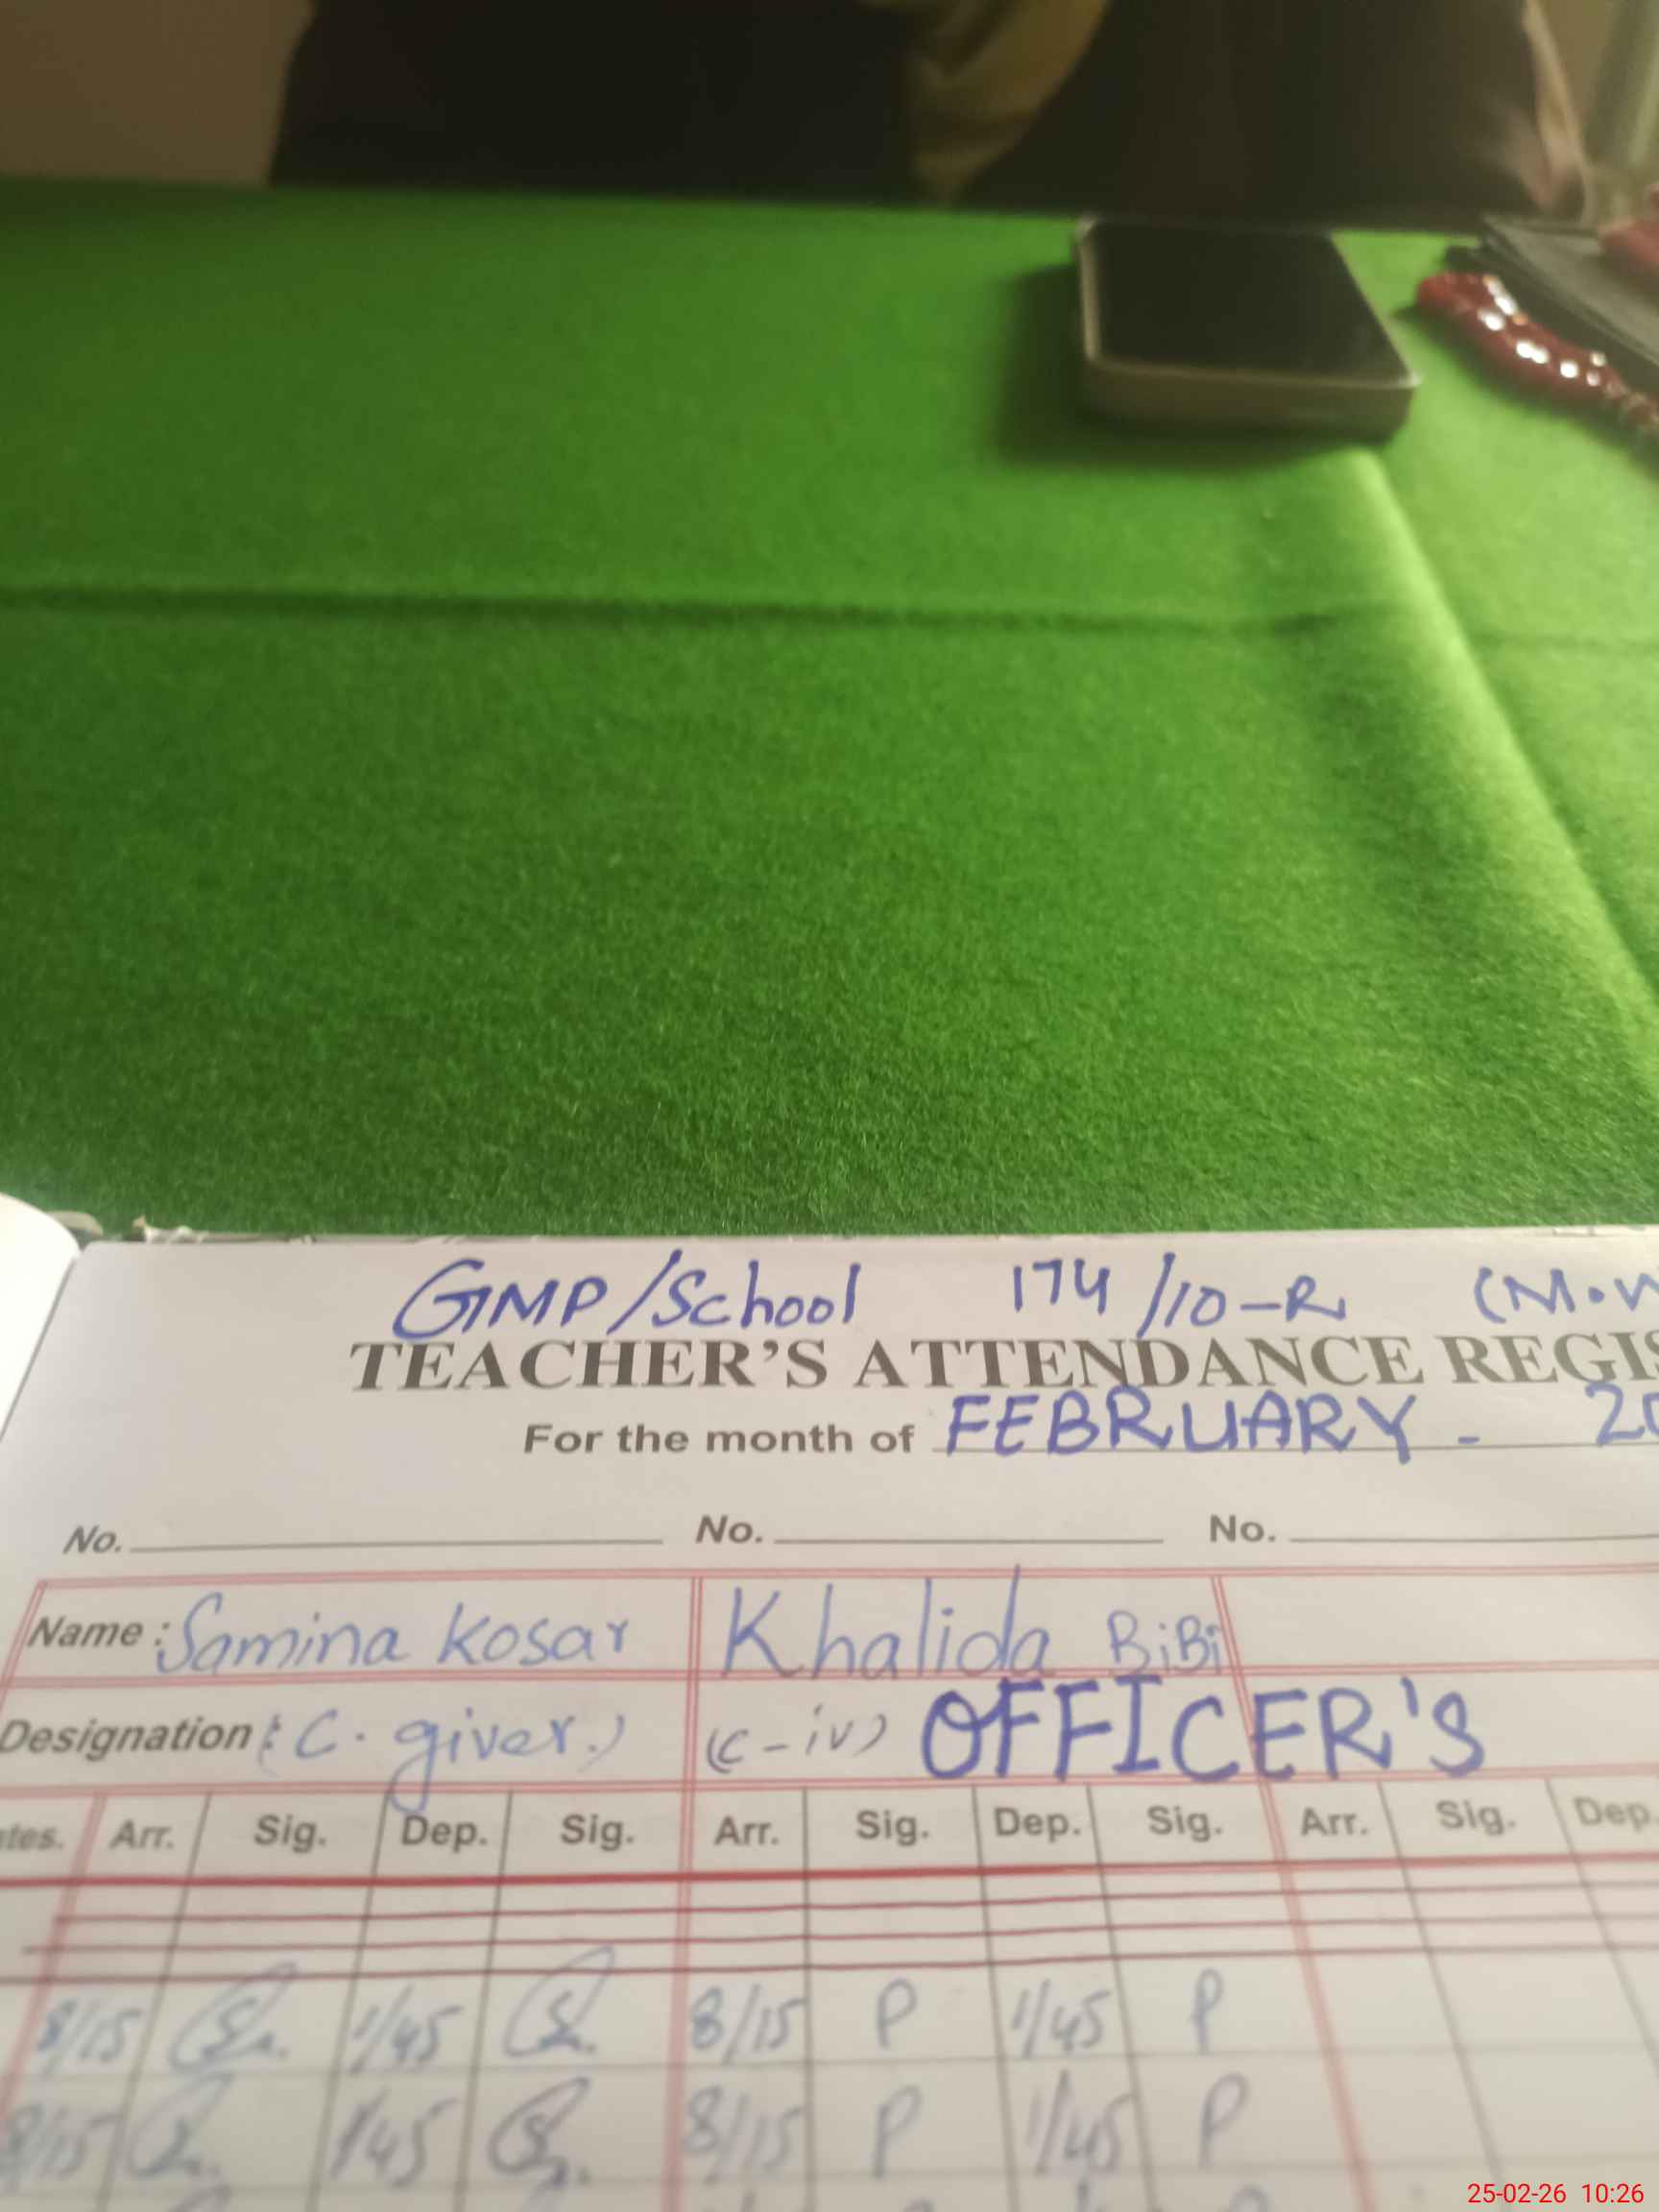 GMP/School 174/10-R (M.W
TEACHER'S ATTENDANCE REGIS
For the month of FEBRUARY - 20
No. No. No.
Name: Samina Kosar Khalida BiBi
Designation: (C. giver.) (C-iv) OFFICER'S
tes. Arr. Sig. Dep. Sig. Arr. Sig. Dep. Sig. Arr. Sig. Dep.
8/15 1/45 8/15 P 1/45 P
8/15 1/45 8/15 P 1/45 P
25-02-26 10:26